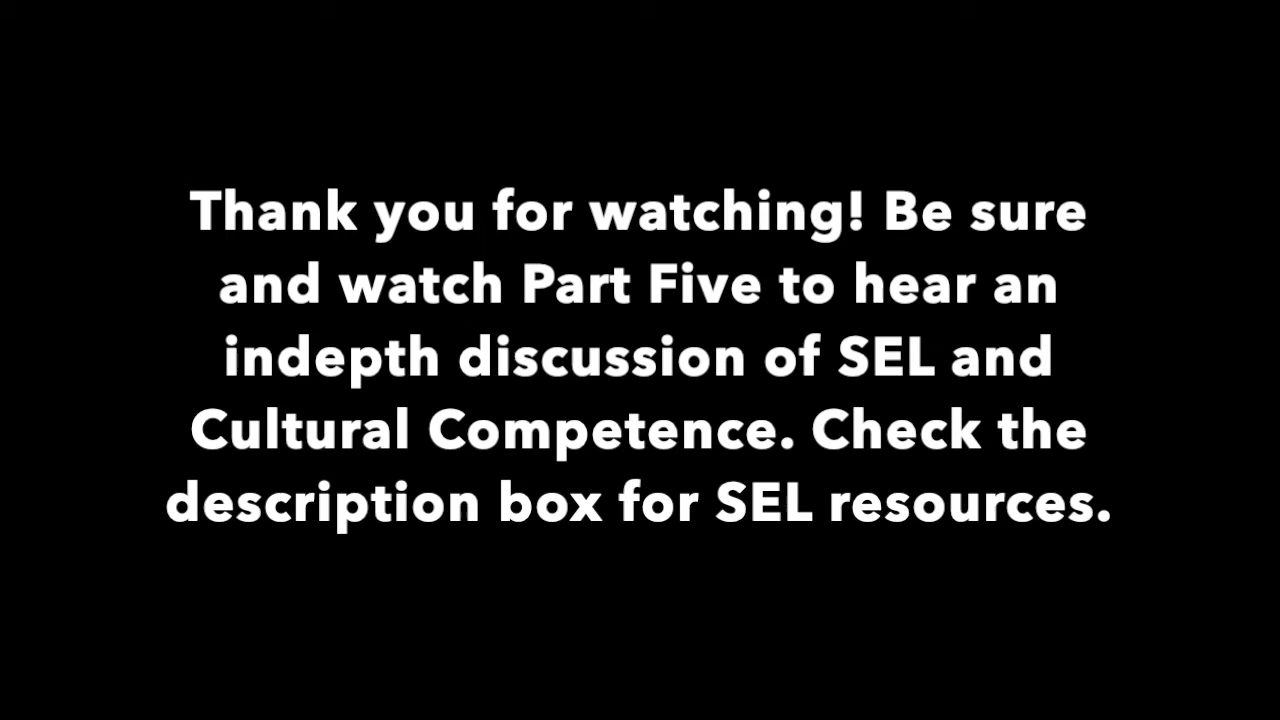 Thank you for watching! Be sure
and watch Part Five to hear an
indepth discussion of SEL and
Cultural Competence. Check the
description box for SEL resources.